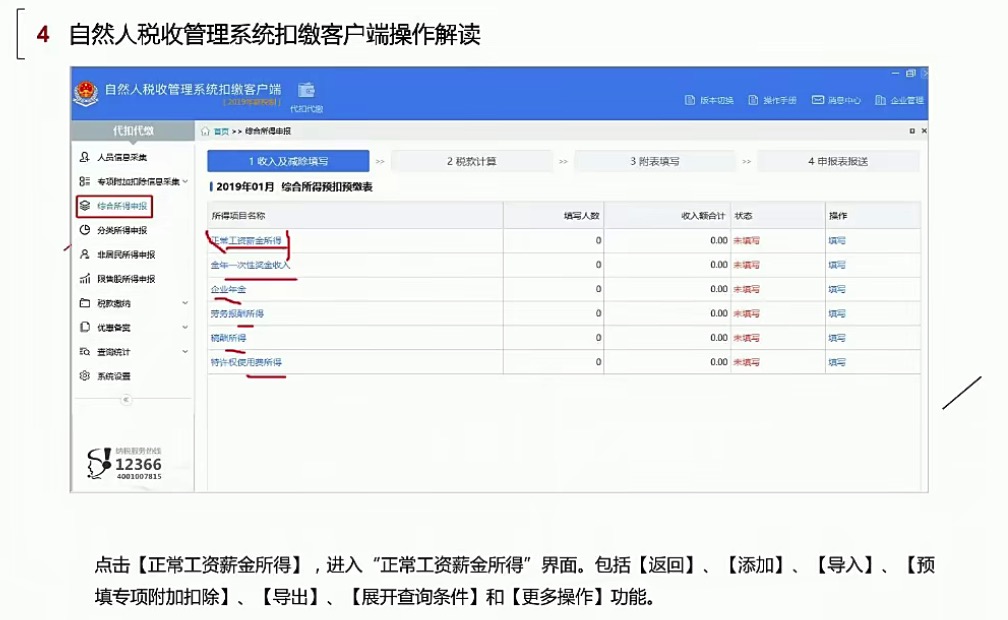 4 自然人税收管理系统扣缴客户端操作解读
自然人税收管理系统扣缴客户端
代扣代缴
版本切换 操作手册 消息中心 企业管理
代扣代缴
首页 >> 综合所得申报
人员信息采集
专项附加扣除信息采集
综合所得申报
分类所得申报
非居民所得申报
限售股所得申报
税款缴纳
优惠备案
查询统计
系统设置
纳税服务热线
12366
4001007815
1 收入及减除填写 >> 2 税款计算 >> 3 附表填写 >> 4 申报表报送
2019年01月 综合所得预扣预缴表
所得项目名称 填写人数 收入额合计 状态 操作
正常工资薪金所得 0 0.00 未填写 填写
全年一次性奖金收入 0 0.00 未填写 填写
企业年金 0 0.00 未填写 填写
劳务报酬所得 0 0.00 未填写 填写
稿酬所得 0 0.00 未填写 填写
特许权使用费所得 0 0.00 未填写 填写
点击【正常工资薪金所得】,进入“正常工资薪金所得”界面。包括【返回】、【添加】、【导入】、【预
填专项附加扣除】、【导出】、【展开查询条件】和【更多操作】功能。